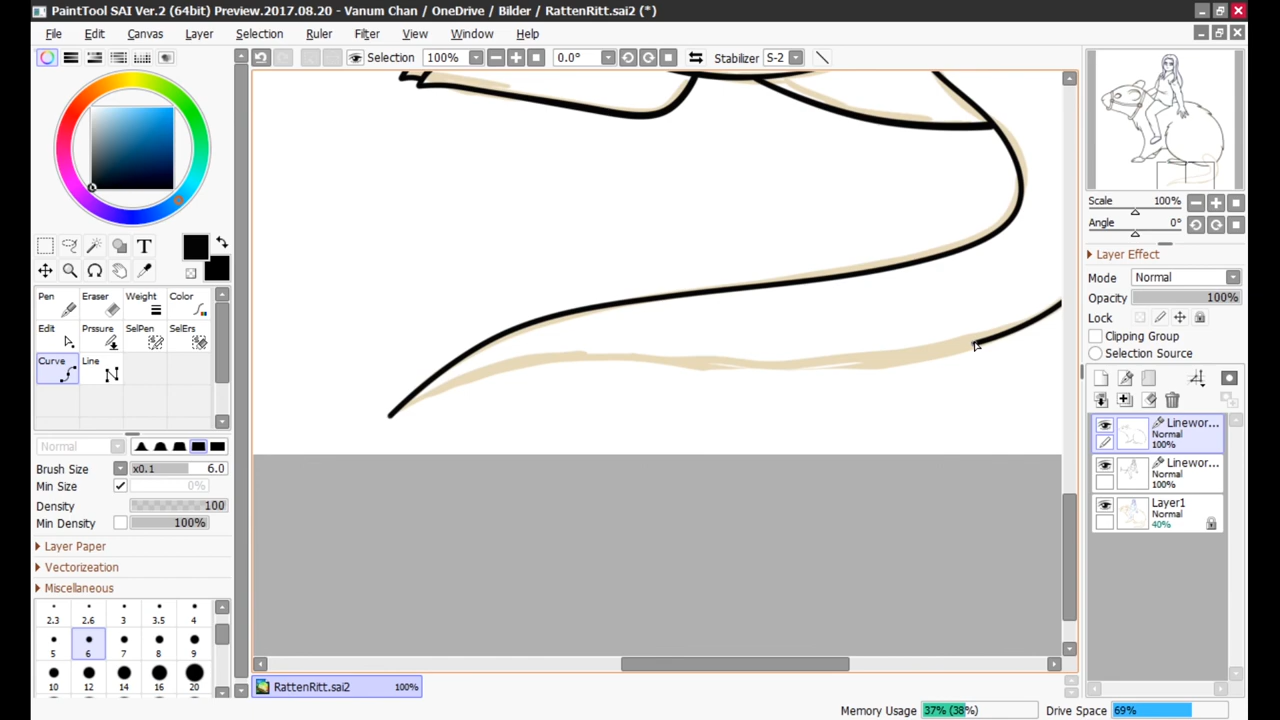 PaintTool SAI Ver.2 (64bit) Preview.2017.08.20 - Vanum Chan / OneDrive / Bilder / RattenRitt.sai2 (*)
File Edit Canvas Layer Selection Ruler Filter View Window Help
Selection 100% 0.0° Stabilizer S-2
T
Pen Eraser Weight Color
Edit Prssure SelPen SelErs
Curve Line
Normal
Brush Size x0.1 6.0
Min Size 0%
Density 100
Min Density 100%
Layer Paper
Vectorizeation
Miscellaneous
2.3 2.6 3 3.5 4
5 6 7 8 9
10 12 14 16 20
Scale 100%
Angle 0°
Layer Effect
Mode Normal
Opacity 100%
Lock
Clipping Group
Selection Source
Linewor...
Normal
100%
Linewor...
Normal
100%
Layer1
Normal
40%
RattenRitt.sai2 100%
Memory Usage 37% (38%) Drive Space 69%